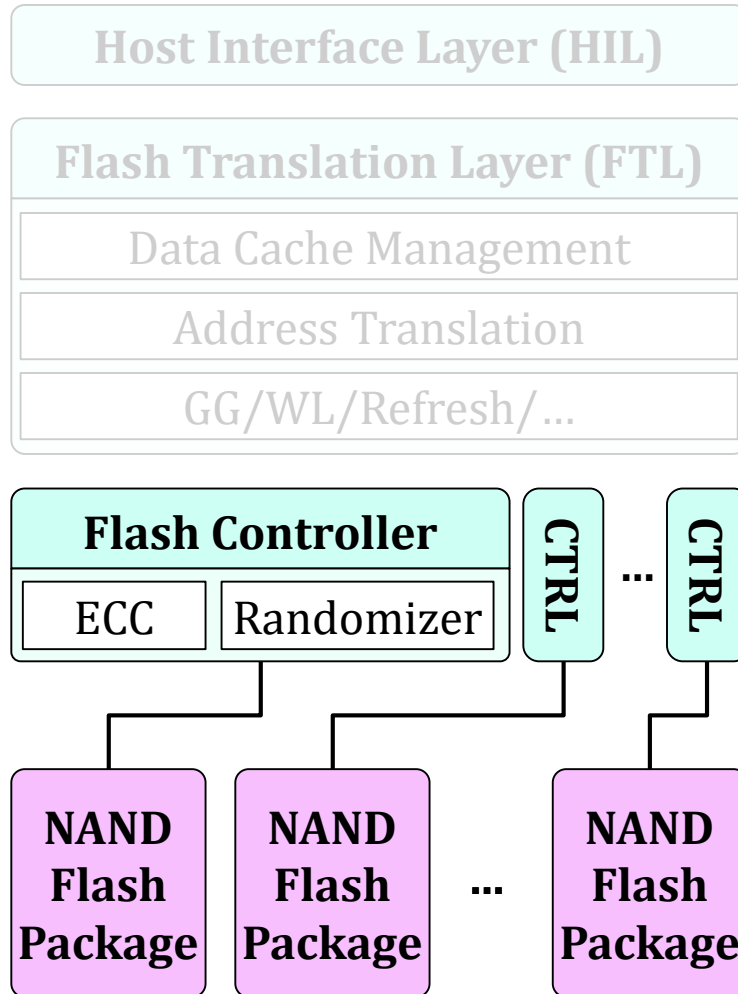 Host Interface Layer (HIL)
Flash Translation Layer (FTL)
Data Cache Management
Address Translation
GG/WL/Refresh/...
Flash Controller
ECC
Randomizer
CTRL
...
CTRL
NAND
Flash
Package
NAND
Flash
Package
...
NAND
Flash
Package